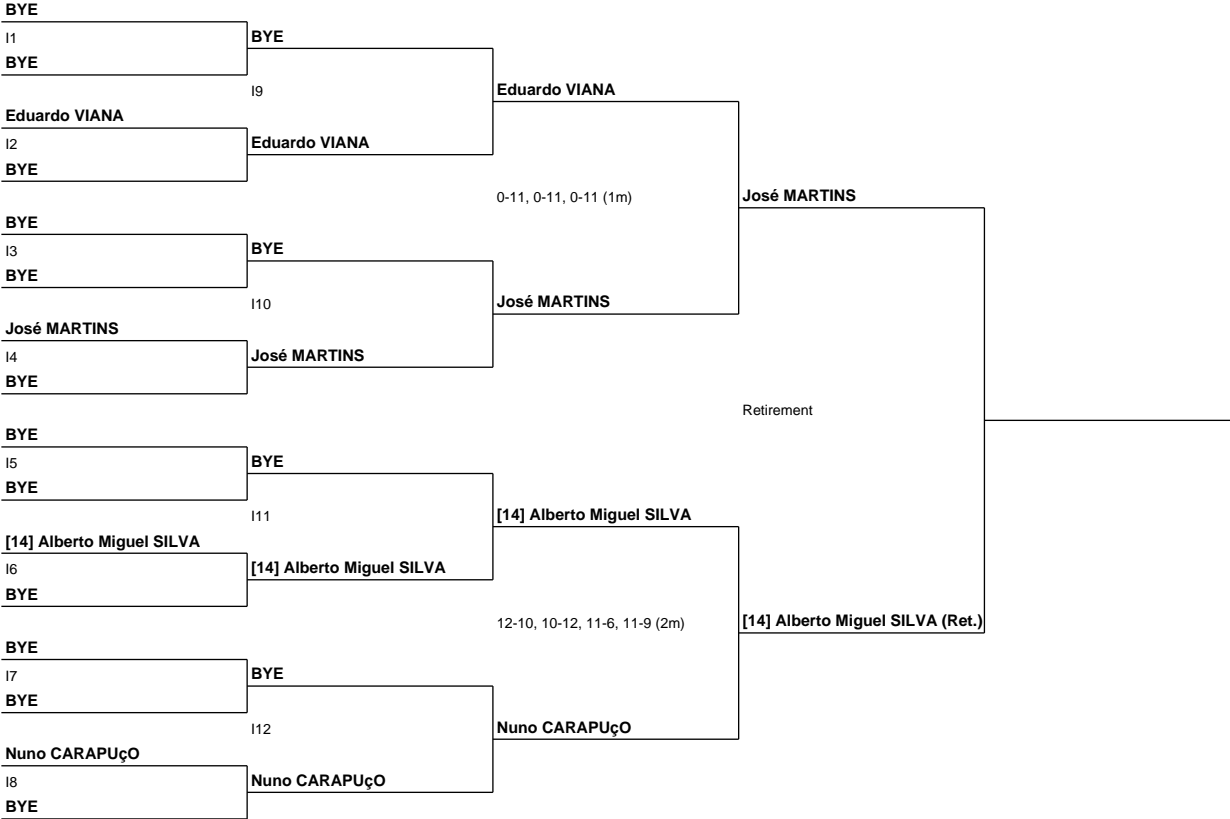 BYE
I1
BYE
BYE
I9
Eduardo VIANA
Eduardo VIANA
I2
Eduardo VIANA
BYE
0-11, 0-11, 0-11 (1m)
José MARTINS
BYE
I3
BYE
BYE
I10
José MARTINS
José MARTINS
I4
José MARTINS
BYE
Retirement
BYE
I5
BYE
BYE
I11
[14] Alberto Miguel SILVA
[14] Alberto Miguel SILVA
I6
[14] Alberto Miguel SILVA
BYE
12-10, 10-12, 11-6, 11-9 (2m)
[14] Alberto Miguel SILVA (Ret.)
BYE
I7
BYE
BYE
I12
Nuno CARAPUçO
Nuno CARAPUçO
I8
Nuno CARAPUçO
BYE